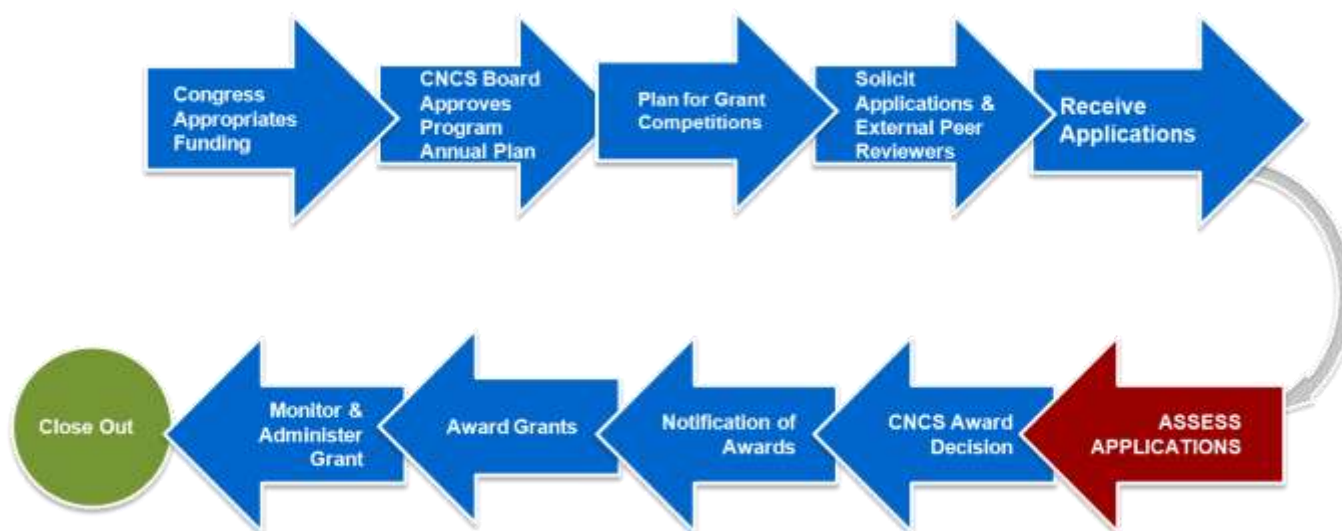 Congress
Appropriates
Funding
CNCS Board
Approves
Program
Annual Plan
Plan for Grant
Competitions
Solicit
Applications &
External Peer
Reviewers
Receive
Applications
ASSESS
APPLICATIONS
CNCS Award
Decision
Notification of
Awards
Award Grants
Monitor &
Administer
Grant
Close Out